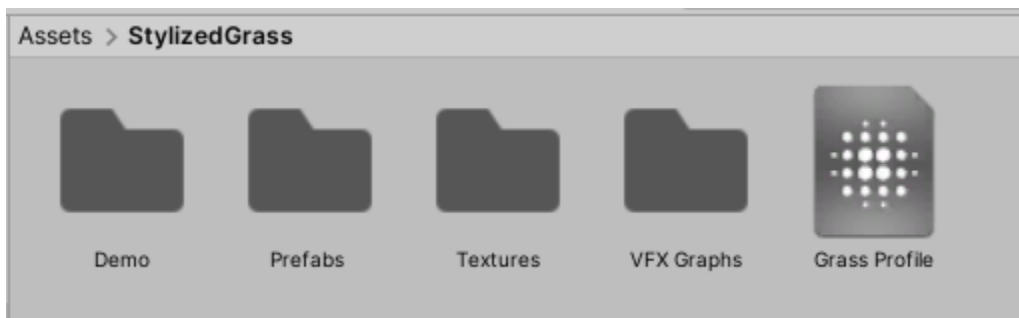 Assets > StylizedGrass
Demo
Prefabs
Textures
VFX Graphs
Grass Profile